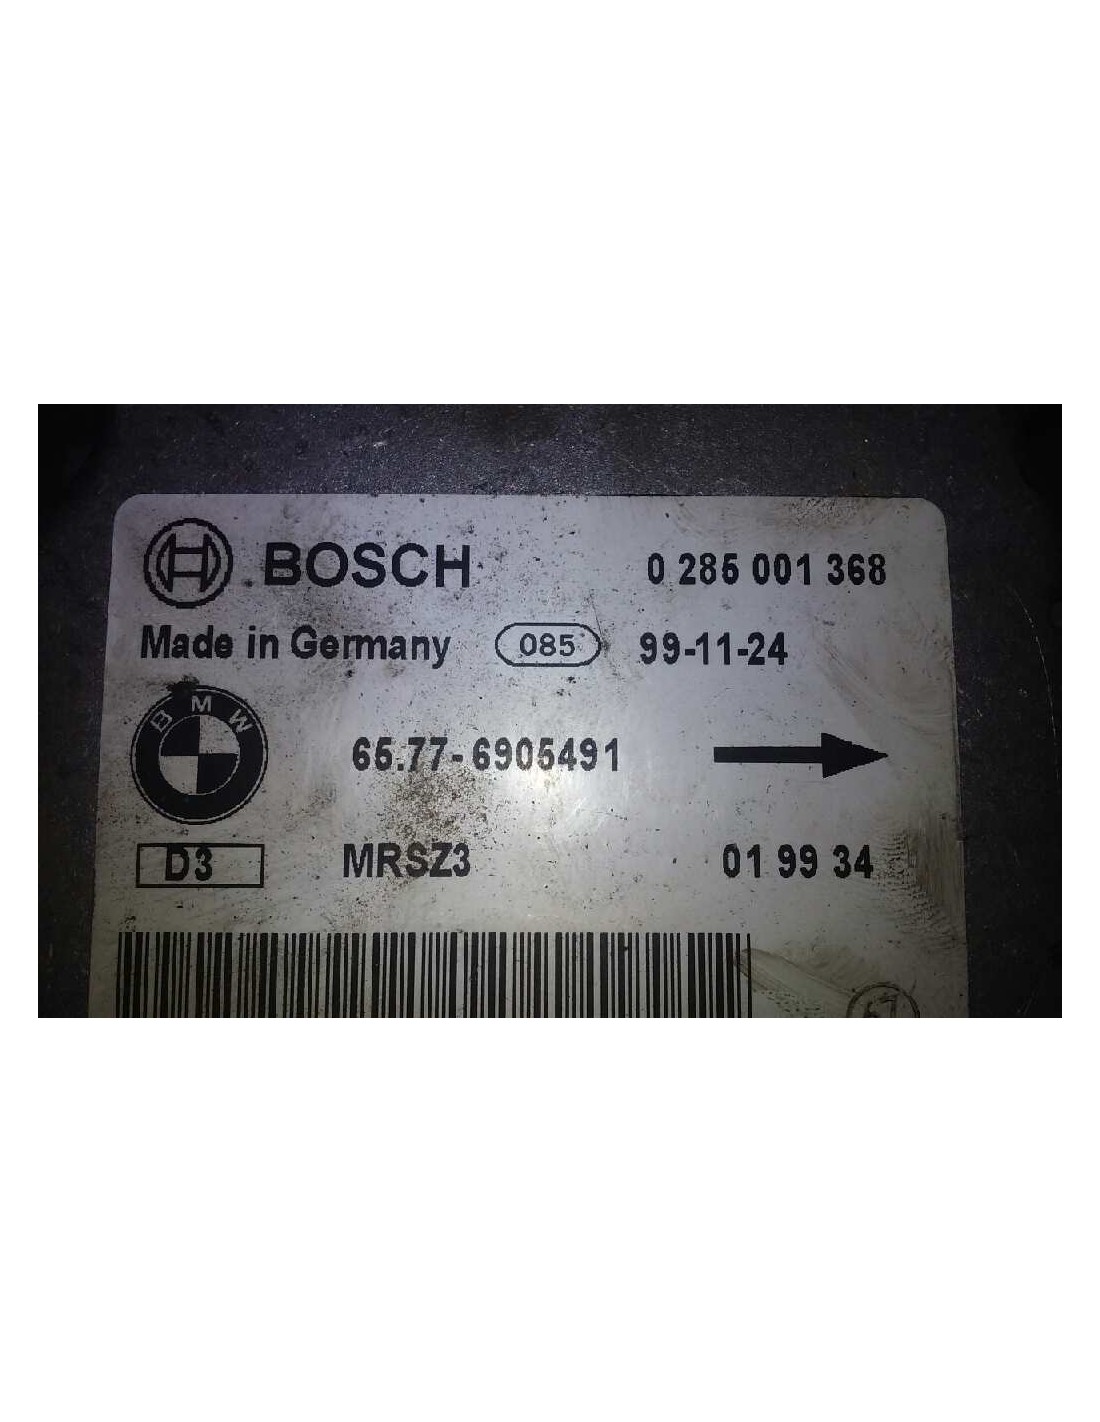 BOSCH 0 285 001 368
Made in Germany 085 99-11-24
BMW
65.77-6905491
D3 MRSZ3 01 99 34